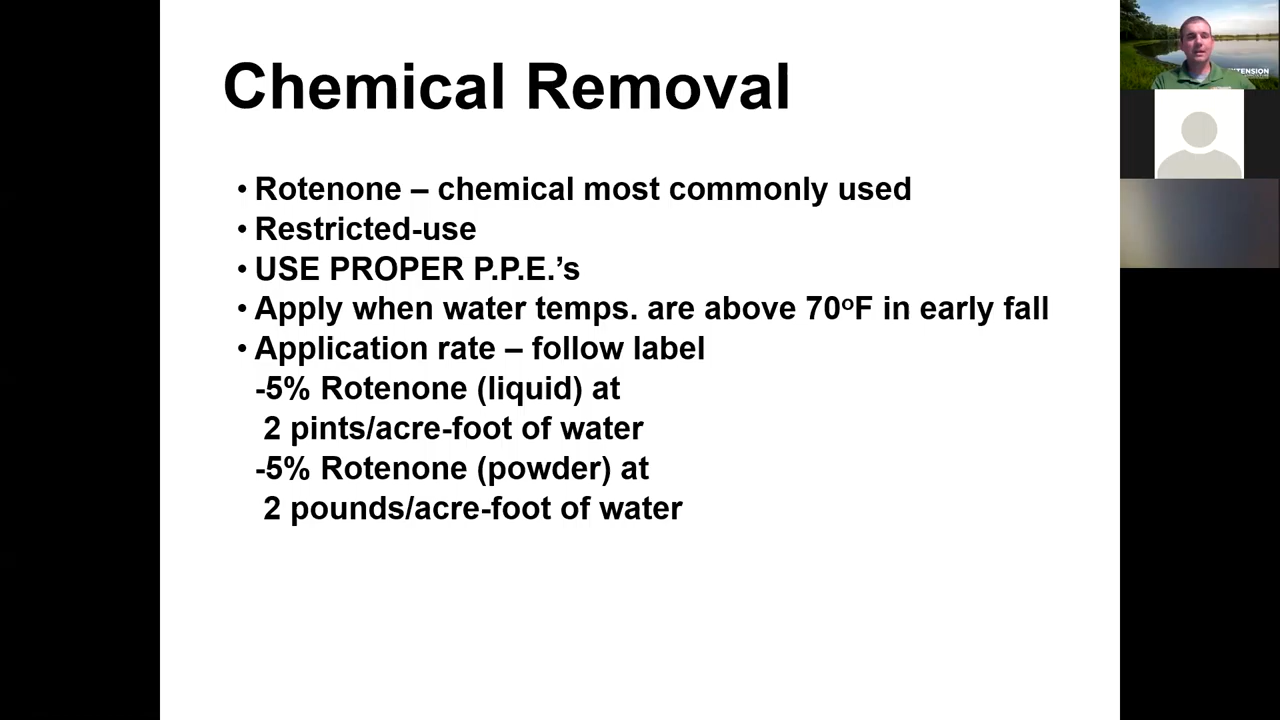 Chemical Removal
• Rotenone – chemical most commonly used
• Restricted-use
• USE PROPER P.P.E.’s
• Apply when water temps. are above 70ºF in early fall
• Application rate – follow label
-5% Rotenone (liquid) at
2 pints/acre-foot of water
-5% Rotenone (powder) at
2 pounds/acre-foot of water